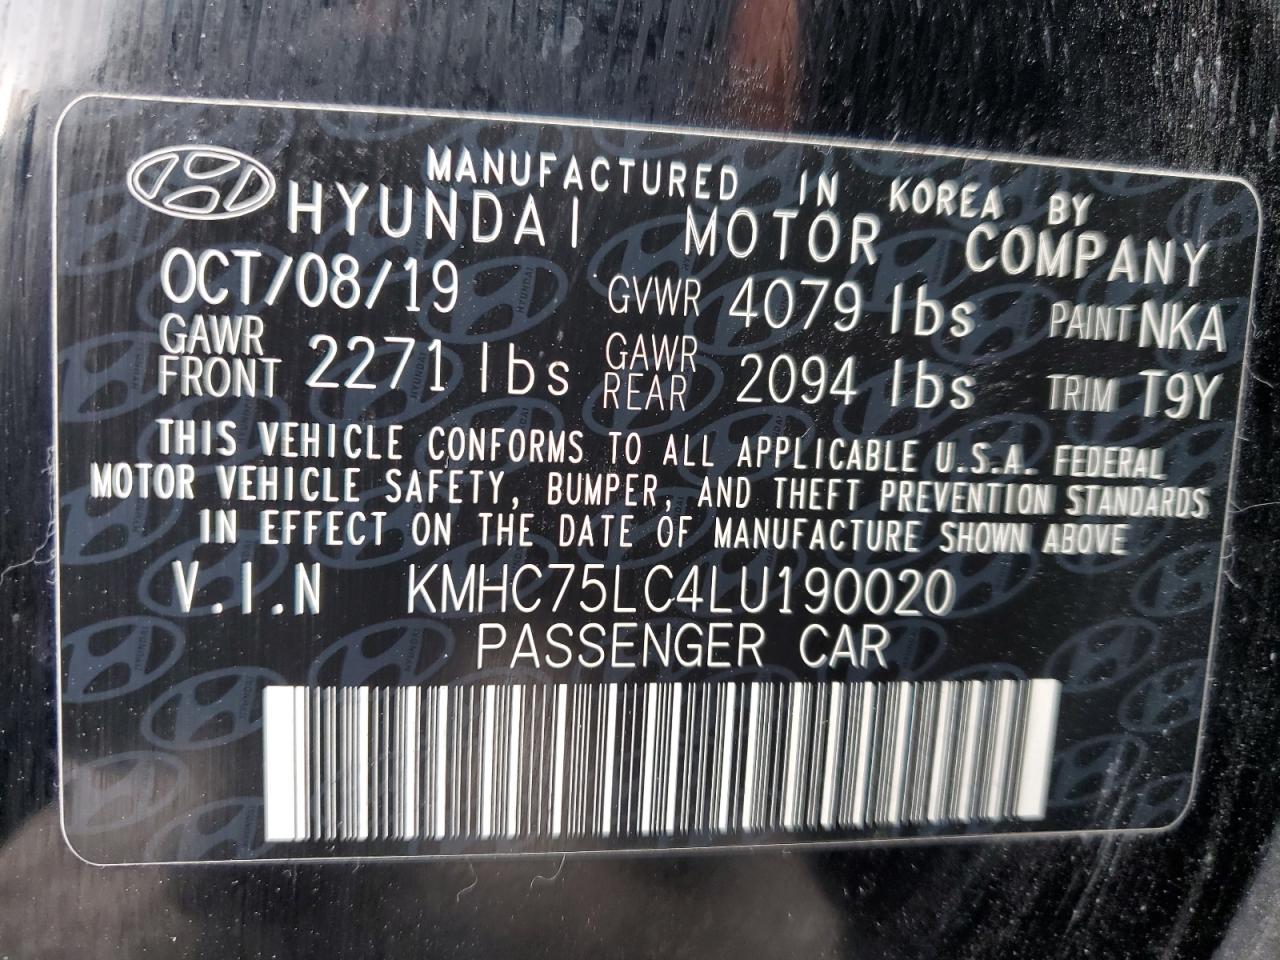 MANUFACTURED IN KOREA BY
HYUNDAI MOTOR COMPANY
OCT/08/19 GVWR 4079 lbs PAINT NKA
GAWR FRONT 2271 lbs GAWR REAR 2094 lbs TRIM T9Y
THIS VEHICLE CONFORMS TO ALL APPLICABLE U.S.A. FEDERAL
MOTOR VEHICLE SAFETY, BUMPER, AND THEFT PREVENTION STANDARDS
IN EFFECT ON THE DATE OF MANUFACTURE SHOWN ABOVE
V.I.N KMHC75LC4LU190020
PASSENGER CAR